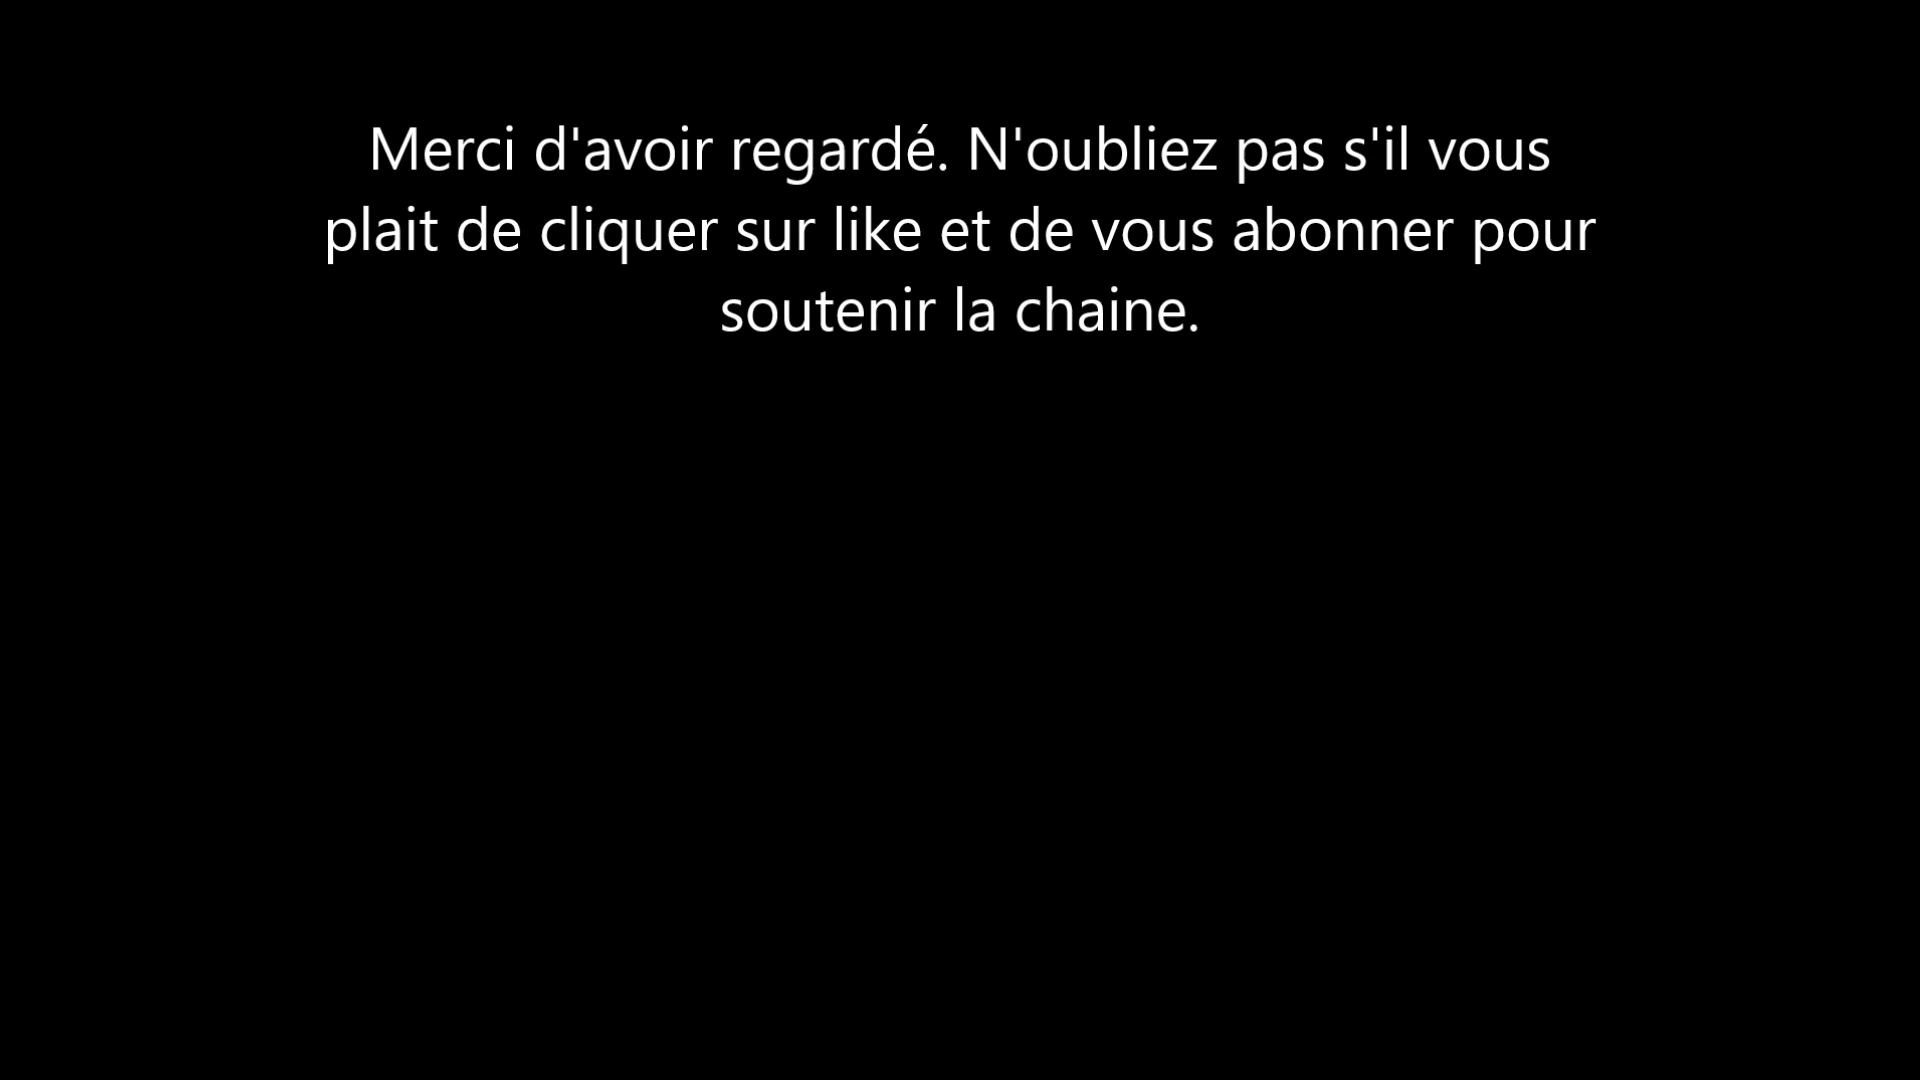 Merci d'avoir regardé. N'oubliez pas s'il vous
plait de cliquer sur like et de vous abonner pour
soutenir la chaine.